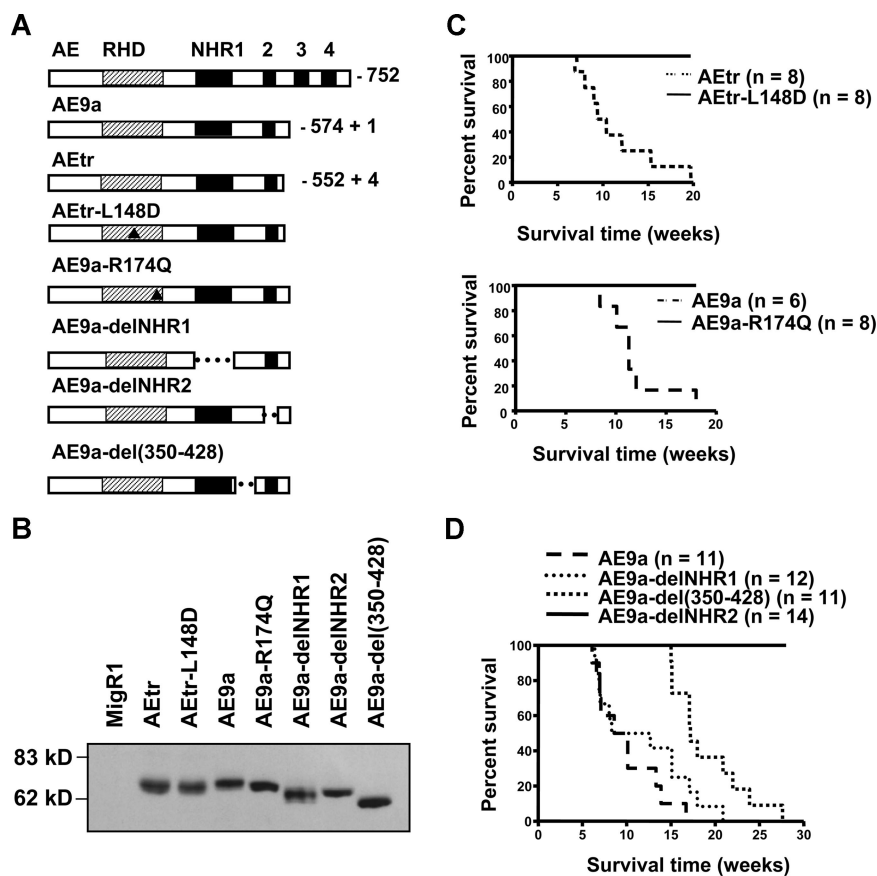 A
AE RHD NHR1 2 3 4
- 752
AE9a
- 574 + 1
AEtr
- 552 + 4
AEtr-L148D
AE9a-R174Q
AE9a-delNHR1
AE9a-delNHR2
AE9a-del(350-428)
B
MigR1
AEtr
AEtr-L148D
AE9a
AE9a-R174Q
AE9a-delNHR1
AE9a-delNHR2
AE9a-del(350-428)
83 kD
62 kD
C
Percent survival
100
80
60
40
20
0
0 5 10 15 20
AEtr (n = 8)
AEtr-L148D (n = 8)
Survival time (weeks)
Percent survival
100
80
60
40
20
0
0 5 10 15 20
AE9a (n = 6)
AE9a-R174Q (n = 8)
Survival time (weeks)
D
AE9a (n = 11)
AE9a-delNHR1 (n = 12)
AE9a-del(350-428) (n = 11)
AE9a-delNHR2 (n = 14)
Percent survival
100
80
60
40
20
0
0 5 10 15 20 25 30
Survival time (weeks)